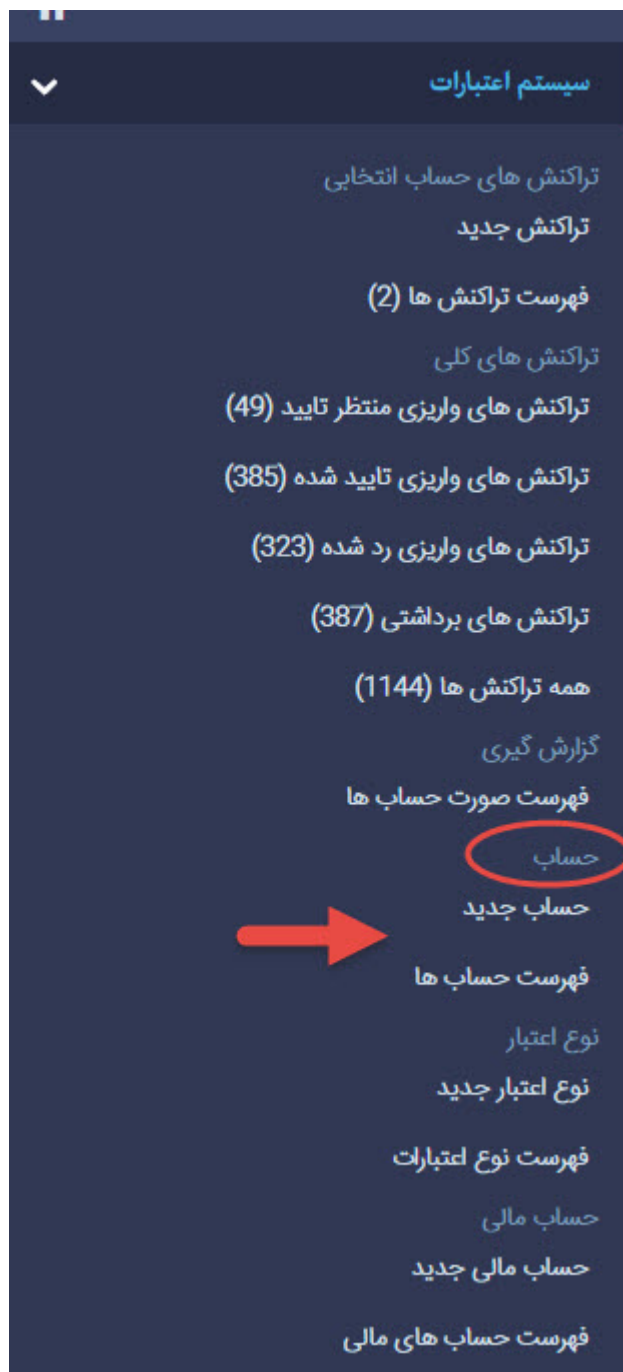 سیستم اعتبارات
تراکنش های حساب انتخابی
تراکنش جدید
فهرست تراکنش ها (2)
تراکنش های کلی
تراکنش های واریزی منتظر تایید (49)
تراکنش های واریزی تایید شده (385)
تراکنش های واریزی رد شده (323)
تراکنش های برداشتی (387)
همه تراکنش ها (1144)
گزارش گیری
فهرست صورت حساب ها
حساب
حساب جدید
فهرست حساب ها
نوع اعتبار
نوع اعتبار جدید
فهرست نوع اعتبارات
حساب مالی
حساب مالی جدید
فهرست حساب های مالی